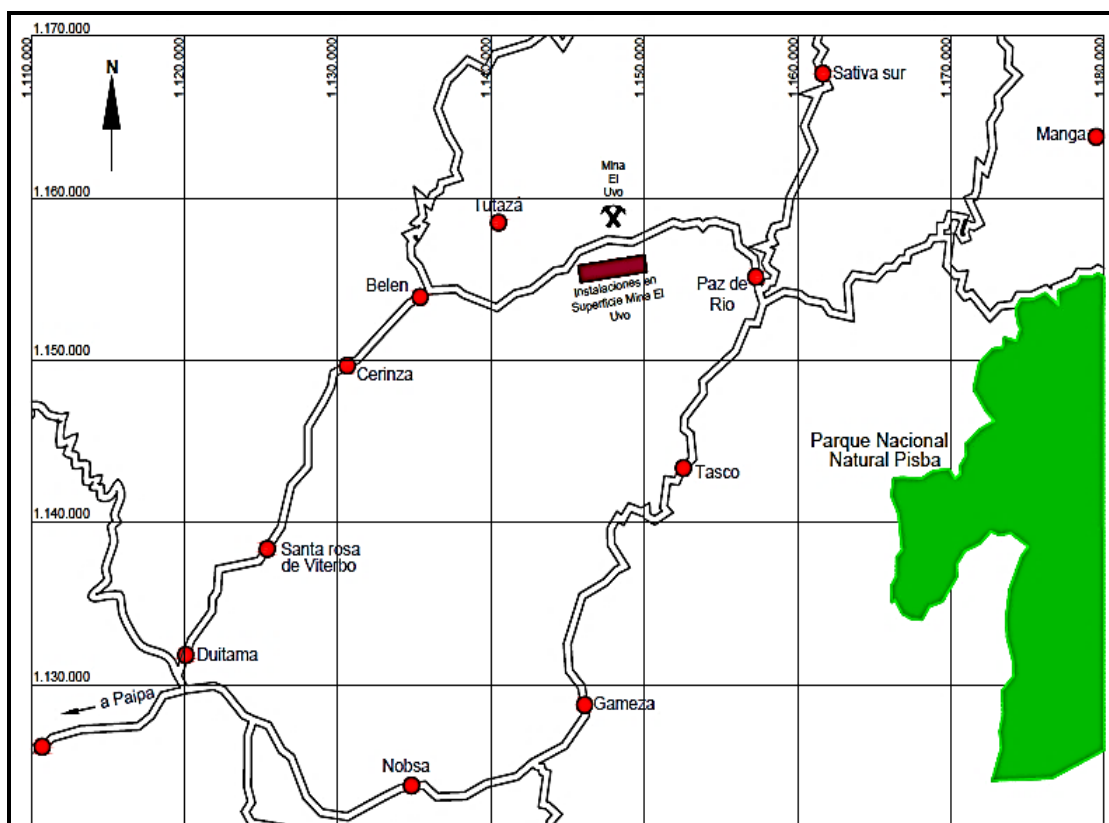 1.170.000
1.110.000
1.120.000
1.130.000
1.140.000
1.150.000
1.160.000
1.170.000
1.180.000
N
Sativa sur
Manga
Mina
El
Uvo
1.160.000
Tutazá
Belen
Instalaciones en
Superficie Mina El
Uvo
Paz de
Rio
1.150.000
Cerinza
Parque Nacional
Natural Pisba
Tasco
1.140.000
Santa rosa
de Viterbo
Duitama
1.130.000
a Paipa
Gameza
Nobsa